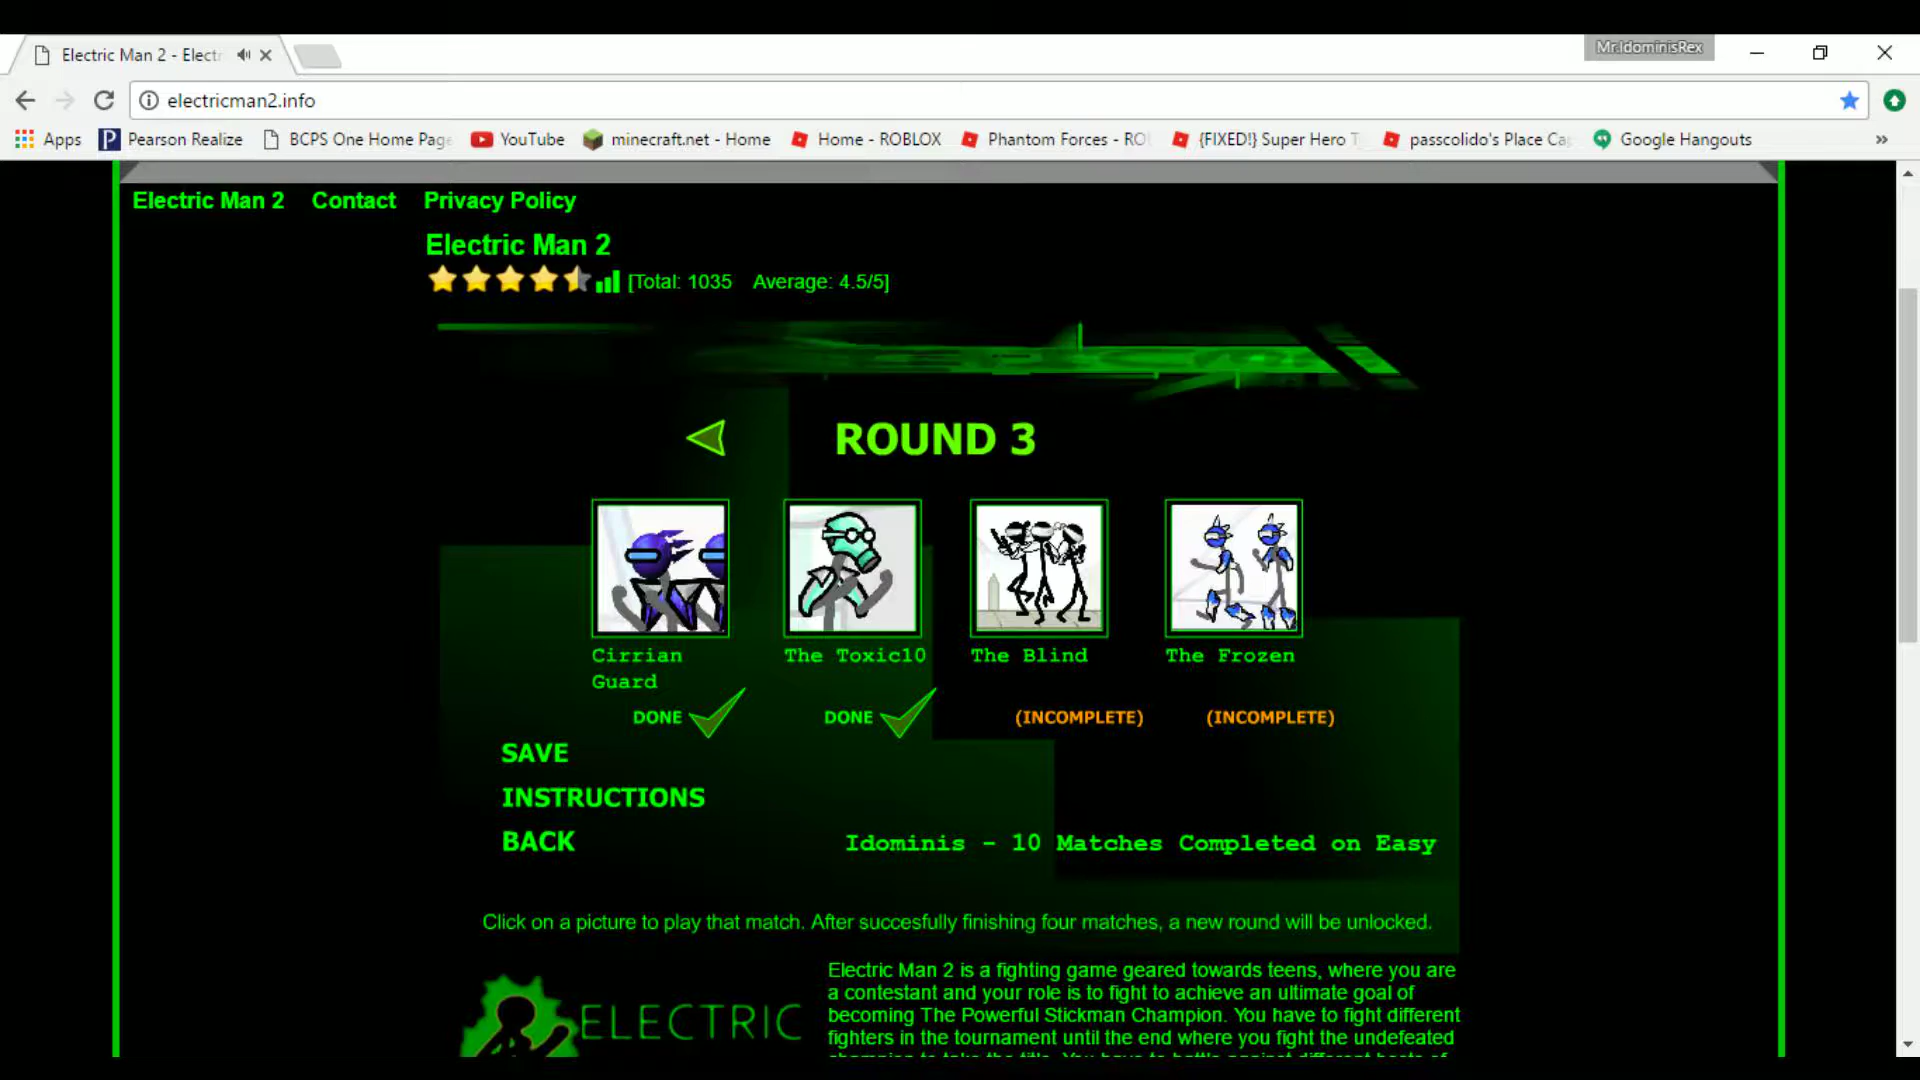 Electric Man 2 - Electr
Mr.IdominisRex
electricman2.info
Apps Pearson Realize BCPS One Home Page YouTube minecraft.net - Home Home - ROBLOX Phantom Forces - RO {FIXED!} Super Hero T passcolido's Place Ca Google Hangouts »
Electric Man 2 Contact Privacy Policy
Electric Man 2
[Total: 1035 Average: 4.5/5]
ROUND 3
Cirrian Guard
The Toxic10
The Blind
The Frozen
DONE DONE (INCOMPLETE) (INCOMPLETE)
SAVE
INSTRUCTIONS
BACK
Idominis - 10 Matches Completed on Easy
Click on a picture to play that match. After succesfully finishing four matches, a new round will be unlocked.
ELECTRIC
Electric Man 2 is a fighting game geared towards teens, where you are
a contestant and your role is to fight to achieve an ultimate goal of
becoming The Powerful Stickman Champion. You have to fight different
fighters in the tournament until the end where you fight the undefeated